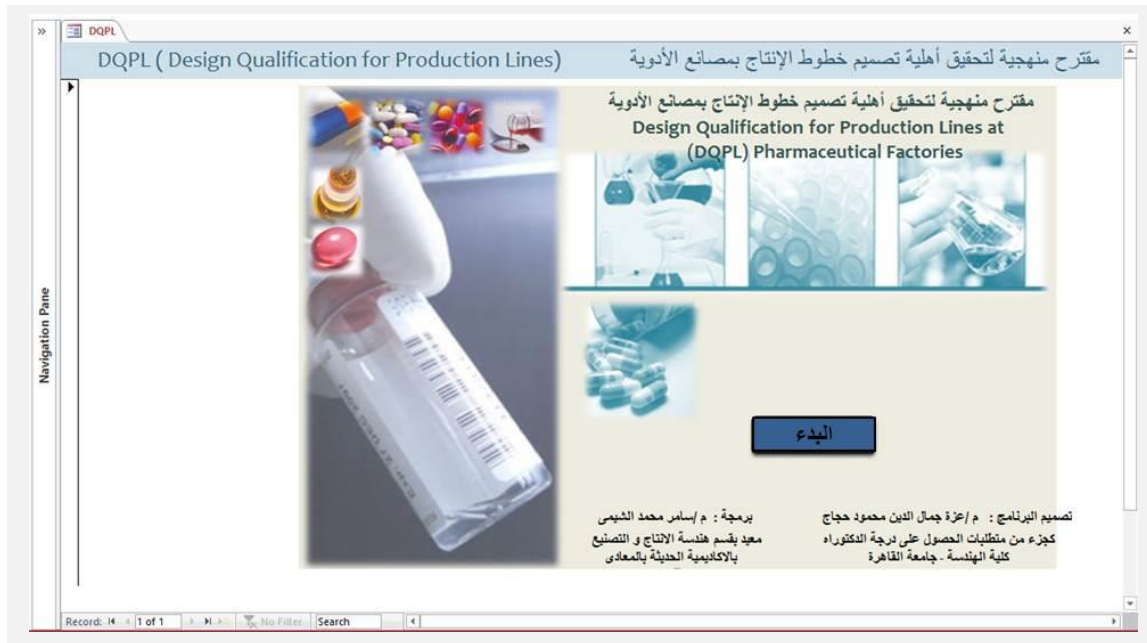 DQPL
DQPL ( Design Qualification for Production Lines)
مقترح منهجية لتحقيق أهلية تصميم خطوط الإنتاج بمصانع الأدوية
مقترح منهجية لتحقيق أهلية تصميم خطوط الإنتاج بمصانع الأدوية
Design Qualification for Production Lines at
(DQPL) Pharmaceutical Factories
Navigation Pane
البدء
تصميم البرنامج : م /عزة جمال الدين محمود حجاج
كجزء من متطلبات الحصول على درجة الدكتوراه
كلية الهندسة - جامعة القاهرة
برمجة : م /سامر محمد الشيمى
معيد بقسم هندسة الانتاج و التصنيع
بالاكاديمية الحديثة بالمعادى
Record: 1 of 1 No Filter Search